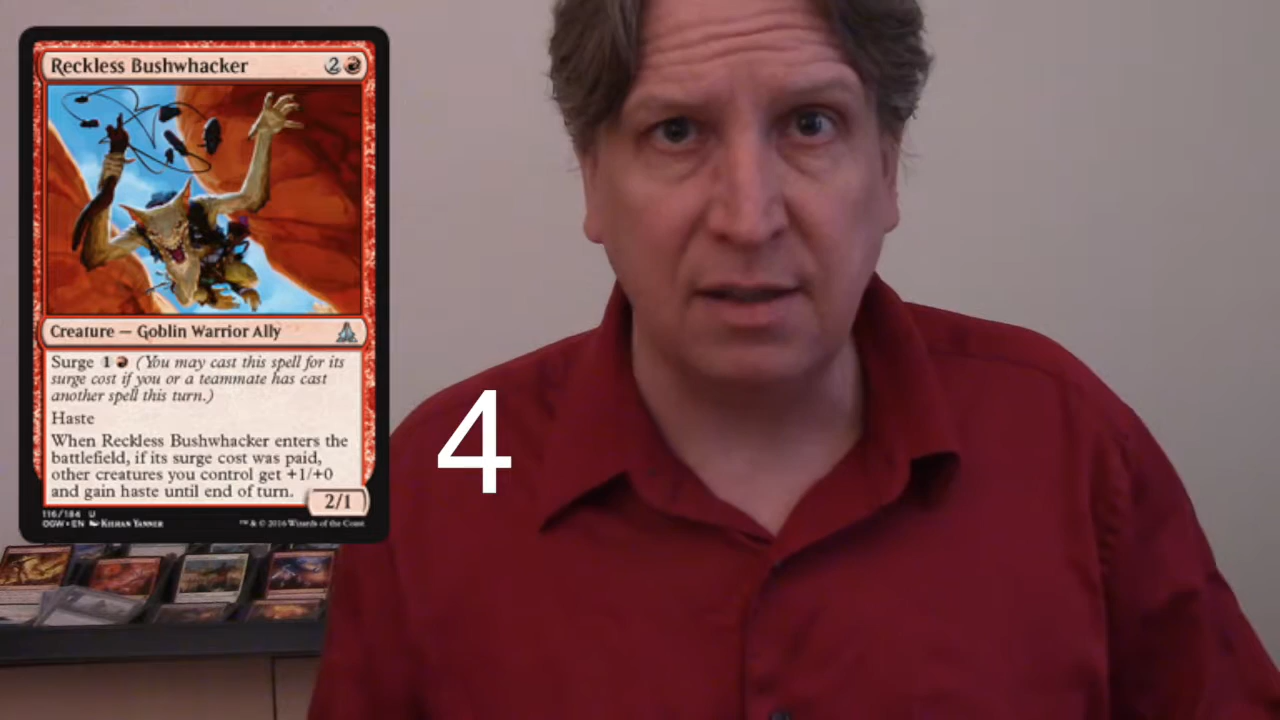 Reckless Bushwhacker 2
Creature — Goblin Warrior Ally
Surge 1 (You may cast this spell for its
surge cost if you or a teammate has cast
another spell this turn.)
Haste
When Reckless Bushwhacker enters the
battlefield, if its surge cost was paid,
other creatures you control get +1/+0
and gain haste until end of turn.
2/1
116/184 U
OGW • EN Kieran Yanner
™ & © 2016 Wizards of the Coast
4